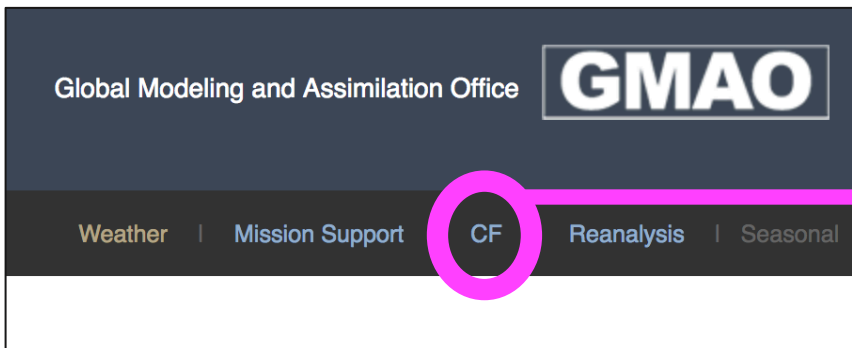 Global Modeling and Assimilation Office GMAO
Weather | Mission Support CF Reanalysis | Seasonal